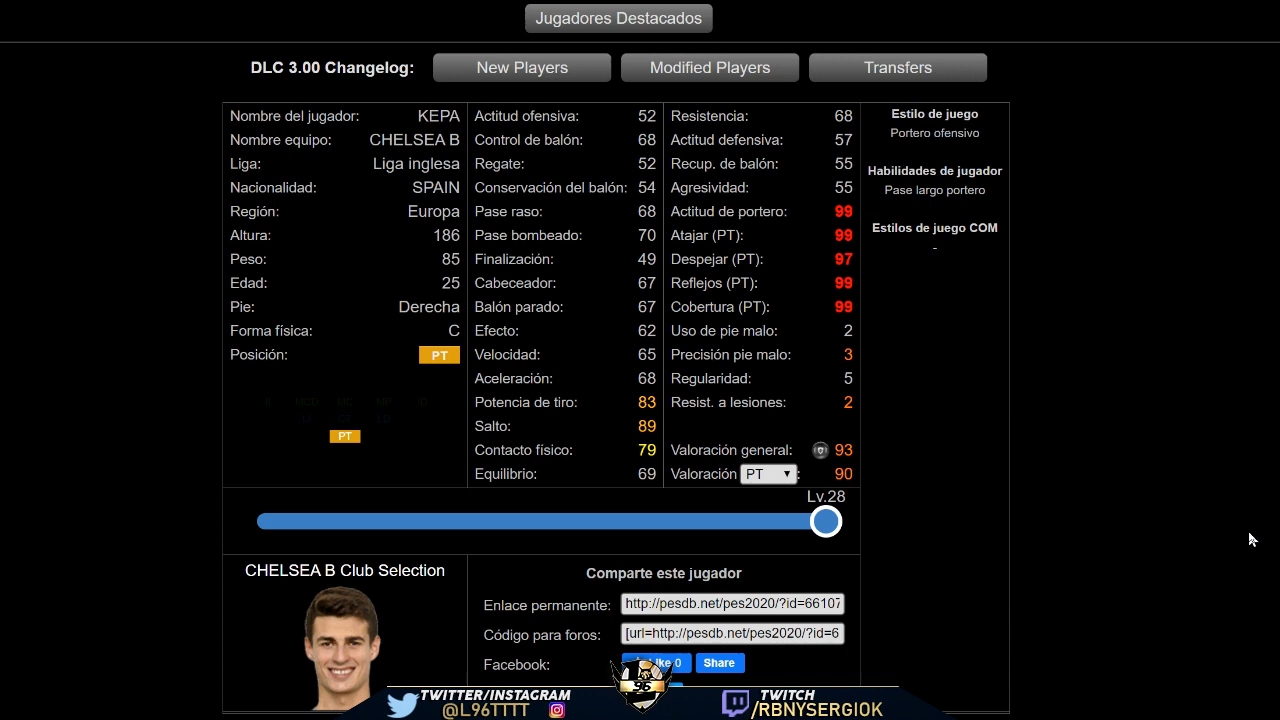 Jugadores Destacados
DLC 3.00 Changelog: New Players Modified Players Transfers
Nombre del jugador: KEPA
Nombre equipo: CHELSEA B
Liga: Liga inglesa
Nacionalidad: SPAIN
Región: Europa
Altura: 186
Peso: 85
Edad: 25
Pie: Derecha
Forma física: C
Posición: PT
PT
Actitud ofensiva: 52
Control de balón: 68
Regate: 52
Conservación del balón: 54
Pase raso: 68
Pase bombeado: 70
Finalización: 49
Cabeceador: 67
Balón parado: 67
Efecto: 62
Velocidad: 65
Aceleración: 68
Potencia de tiro: 83
Salto: 89
Contacto físico: 79
Equilibrio: 69
Resistencia: 68
Actitud defensiva: 57
Recup. de balón: 55
Agresividad: 55
Actitud de portero: 99
Atajar (PT): 99
Despejar (PT): 97
Reflejos (PT): 99
Cobertura (PT): 99
Uso de pie malo: 2
Precisión pie malo: 3
Regularidad: 5
Resist. a lesiones: 2
Valoración general: 93
Valoración PT : 90
Estilo de juego
Portero ofensivo
Habilidades de jugador
Pase largo portero
Estilos de juego COM
-
Lv.28
CHELSEA B Club Selection
Comparte este jugador
Enlace permanente: http://pesdb.net/pes2020/?id=66107
Código para foros: [url=http://pesdb.net/pes2020/?id=6
Facebook: Like 0 Share
TWITTER/INSTAGRAM
@L96TTTT
96
TWITCH
/RBNYSERGIOK